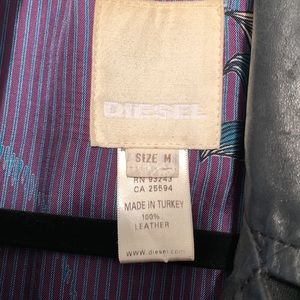 DIESEL
SIZE M
RN 93243
CA 25594
MADE IN TURKEY
100%
LEATHER
www.diesel.com